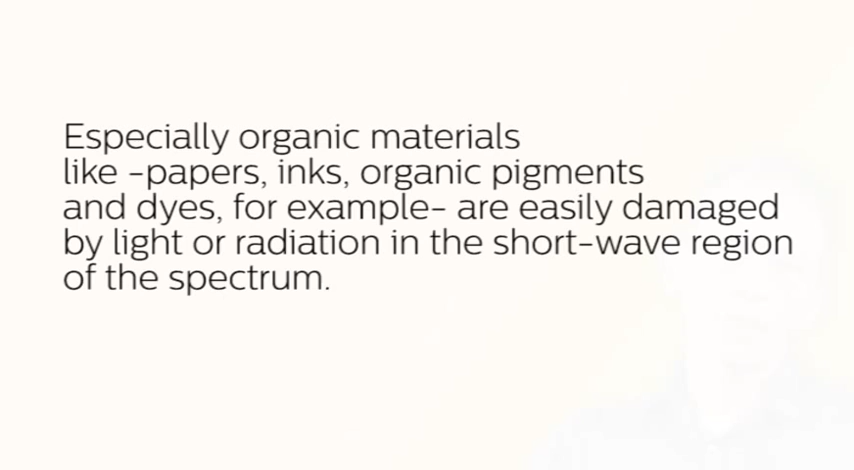 Especially organic materials
like -papers, inks, organic pigments
and dyes, for example- are easily damaged
by light or radiation in the short-wave region
of the spectrum.